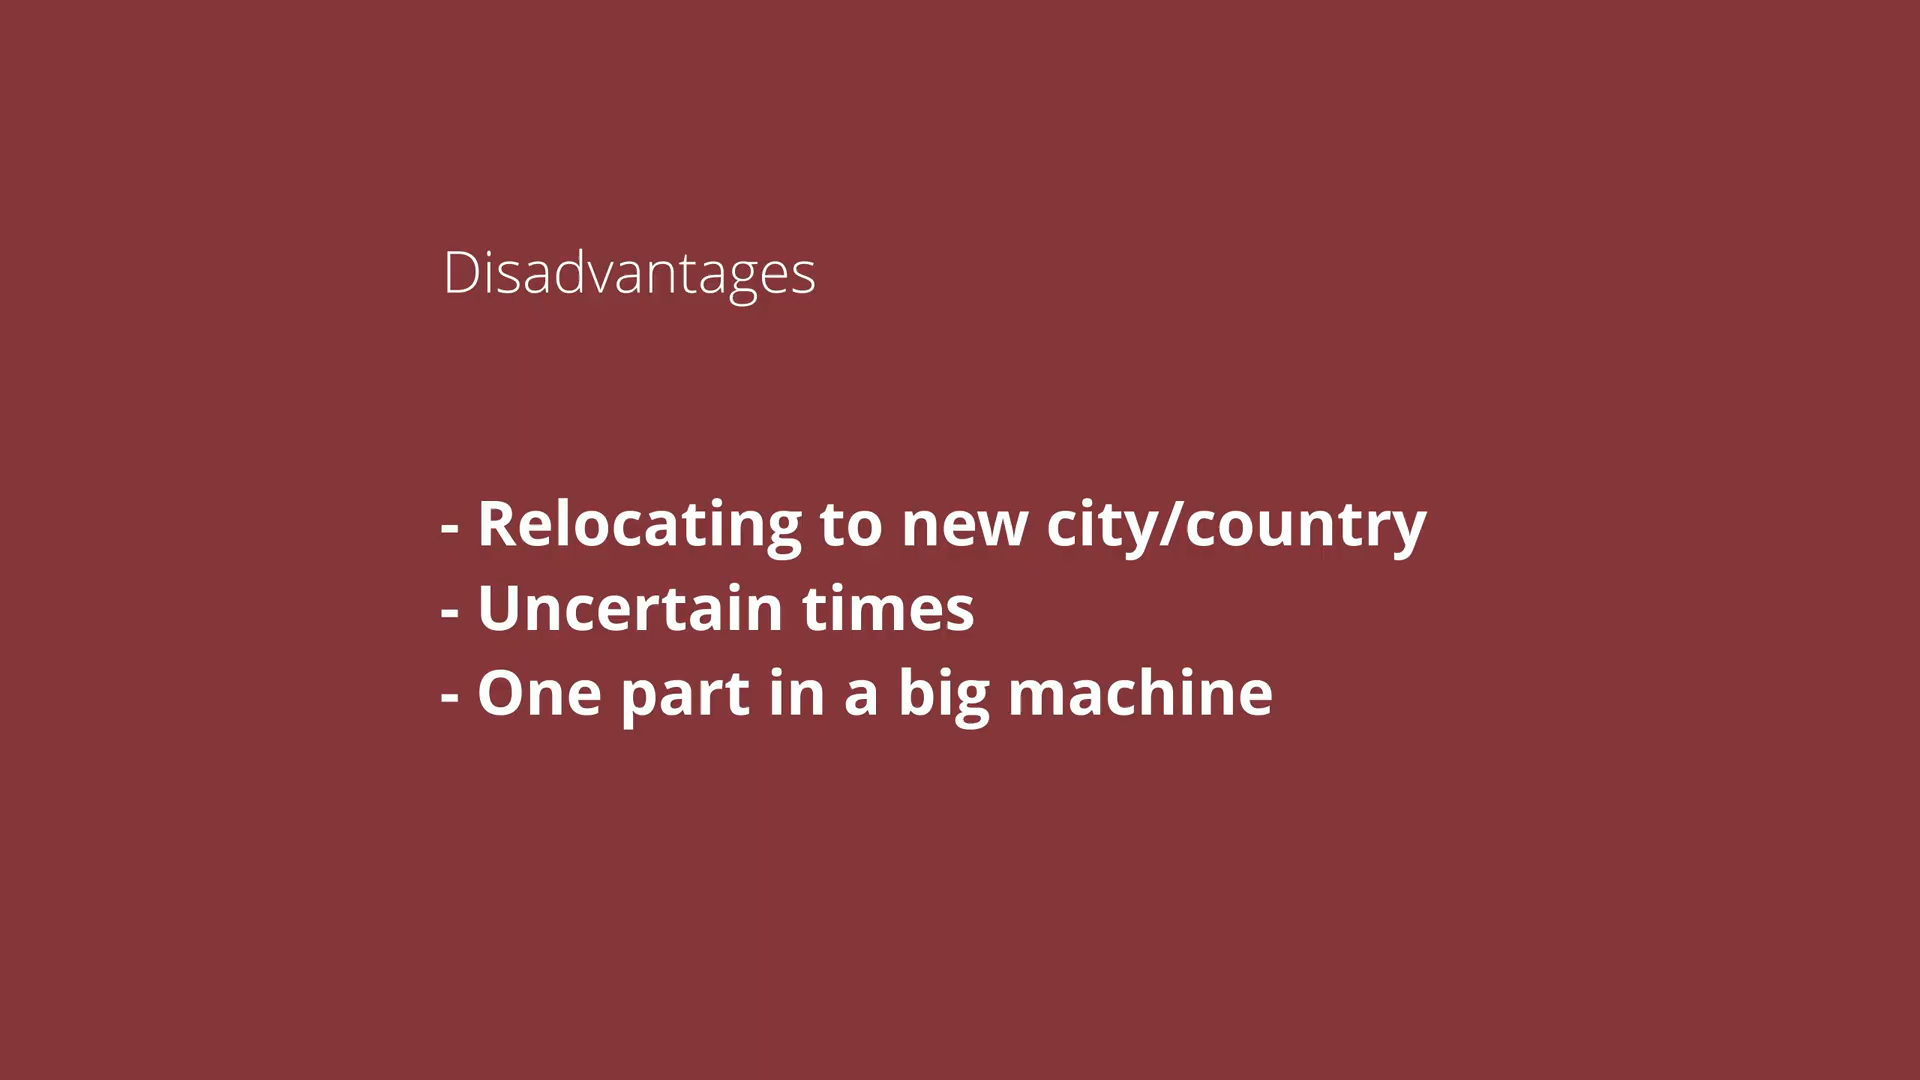 Disadvantages
- Relocating to new city/country
- Uncertain times
- One part in a big machine